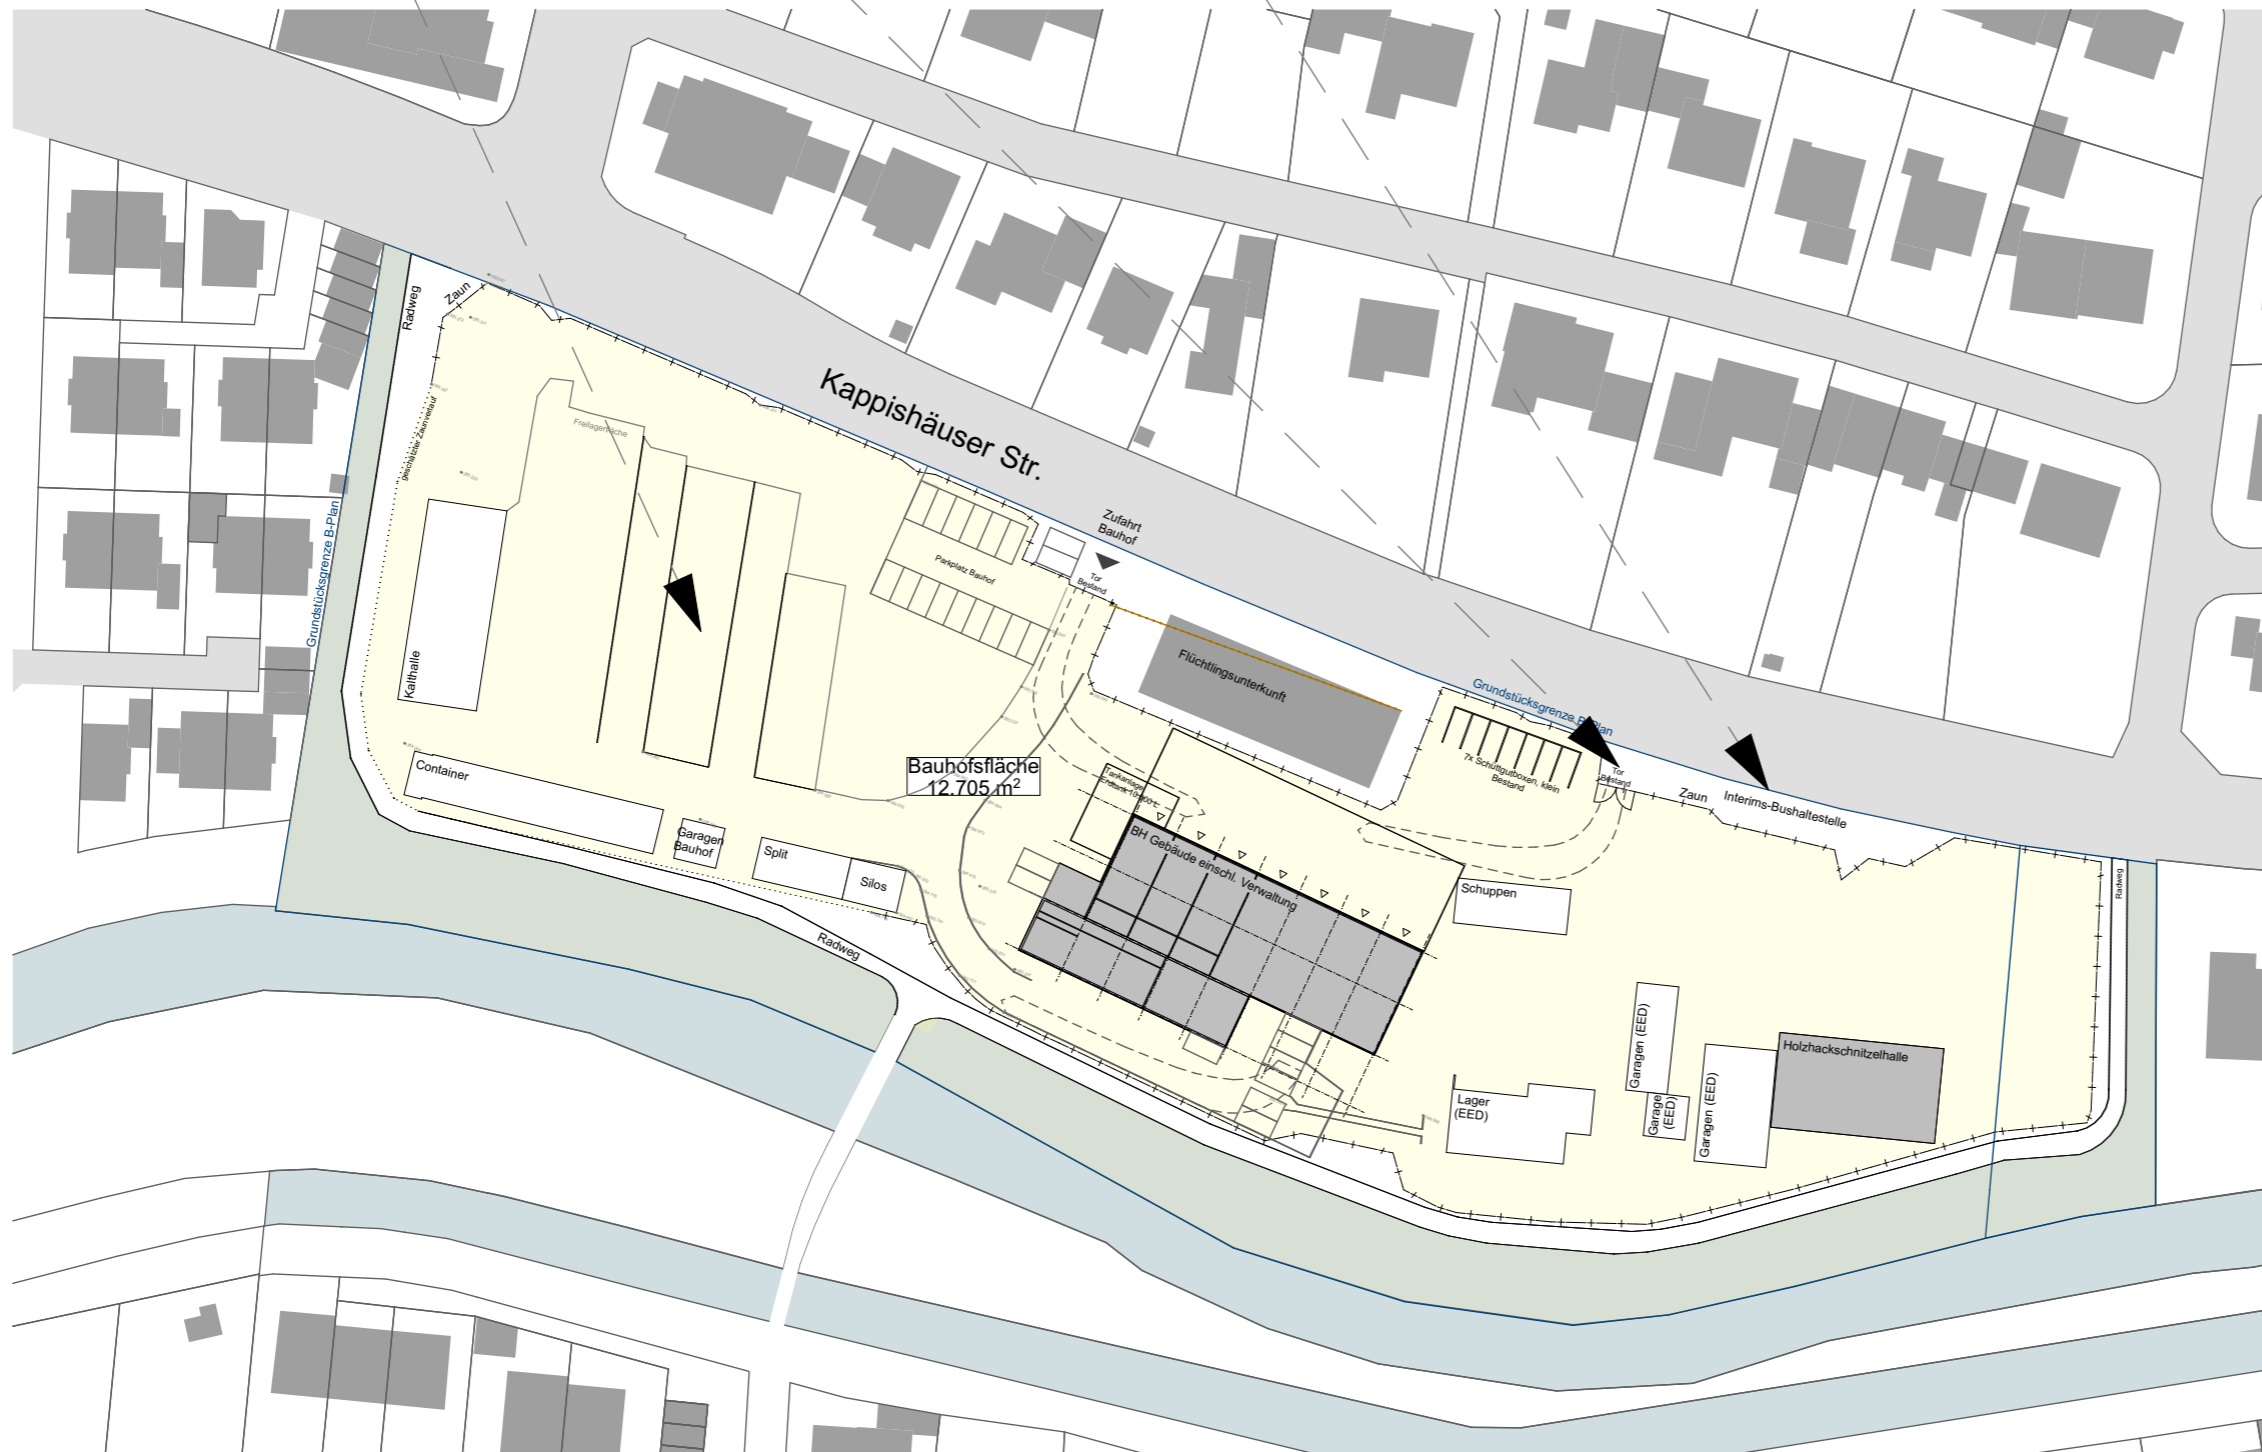 Radweg
Zaun
geschätzter Zaunverlauf
Grundstücksgrenze B-Plan
Freilagerfläche
Kappishäuser Str.
Zufahrt
Bauhof
Tor
Bestand
Parkplatz Bauhof
Kalthalle
Flüchtlingsunterkunft
Grundstücksgrenze B-Plan
7x Schüttgutboxen, klein
Bestand
Tor
Bestand
Zaun
Interims-Bushaltestelle
Bauhofsfläche
12.705 m²
Tankanlage
Container
Garagen
Bauhof
Split
Silos
BH Gebäude einschl. Verwaltung
Schuppen
Radweg
Radweg
Garagen (EED)
Garage
(EED)
Garagen (EED)
Holzhackschnitzelhalle
Lager
(EED)